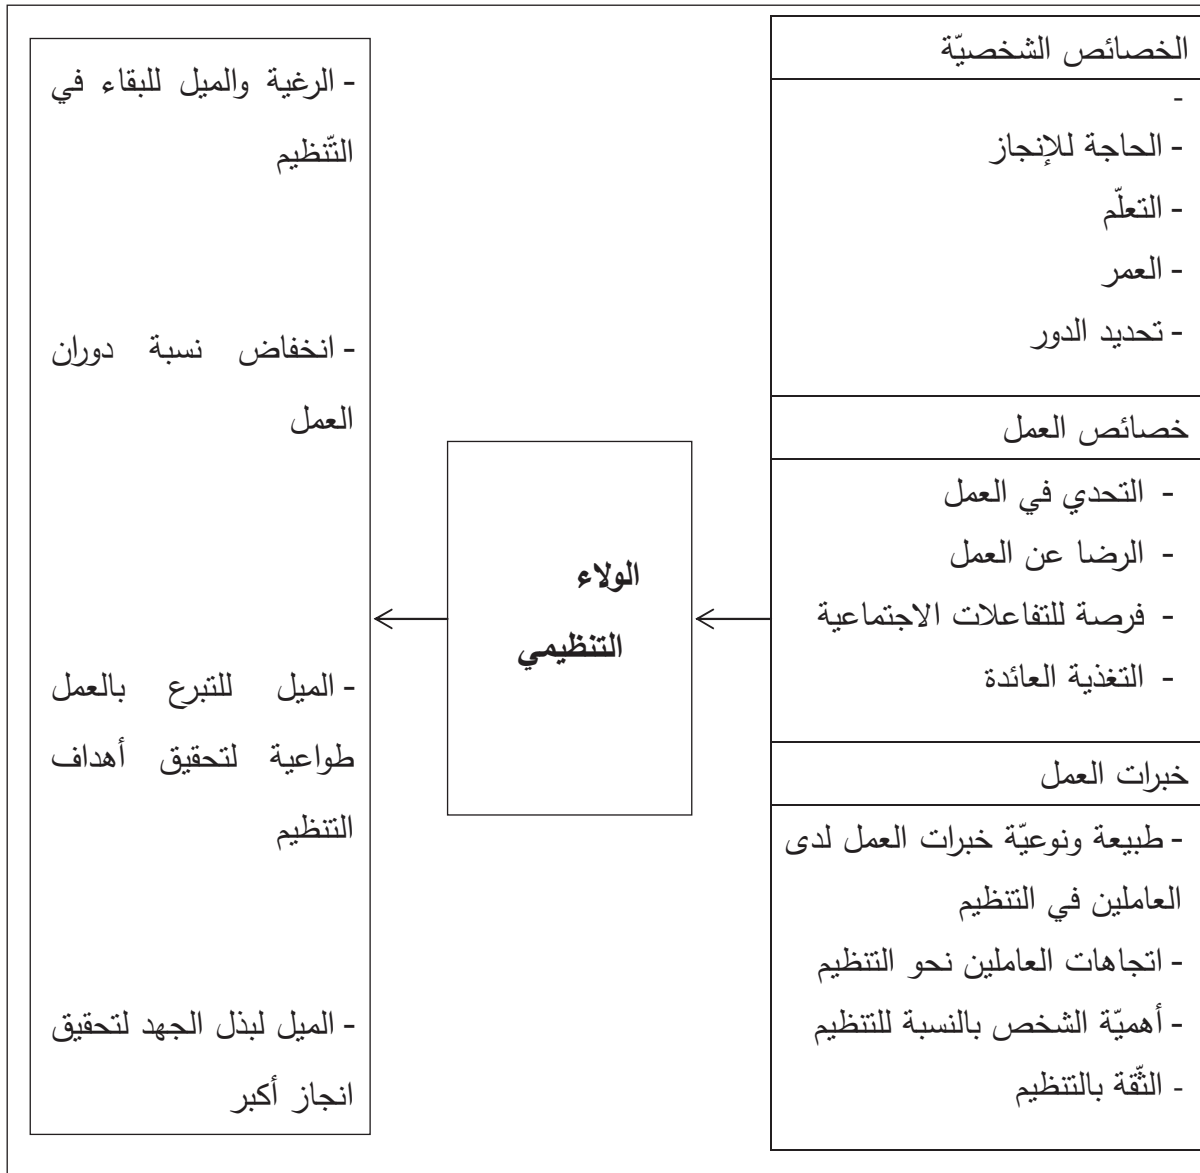 الخصائص الشخصيّة
-
- الحاجة للإنجاز
- التعلّم
- العمر
- تحديد الدور
خصائص العمل
- التحدي في العمل
- الرضا عن العمل
- فرصة للتفاعلات الاجتماعية
- التغذية العائدة
خبرات العمل
- طبيعة ونوعيّة خبرات العمل لدى
العاملين في التنظيم
- اتجاهات العاملين نحو التنظيم
- أهميّة الشخص بالنسبة للتنظيم
- الثّقة بالتنظيم
الولاء
التنظيمي
- الرغية والميل للبقاء في
التّنظيم
- انخفاض نسبة دوران
العمل
- الميل للتبرع بالعمل
طواعية لتحقيق أهداف
التنظيم
- الميل لبذل الجهد لتحقيق
انجاز أكبر